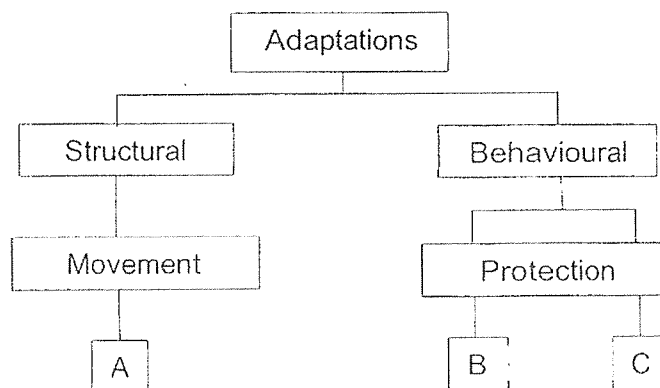 Adaptations
Structural
Behavioural
Movement
Protection
A
B
C